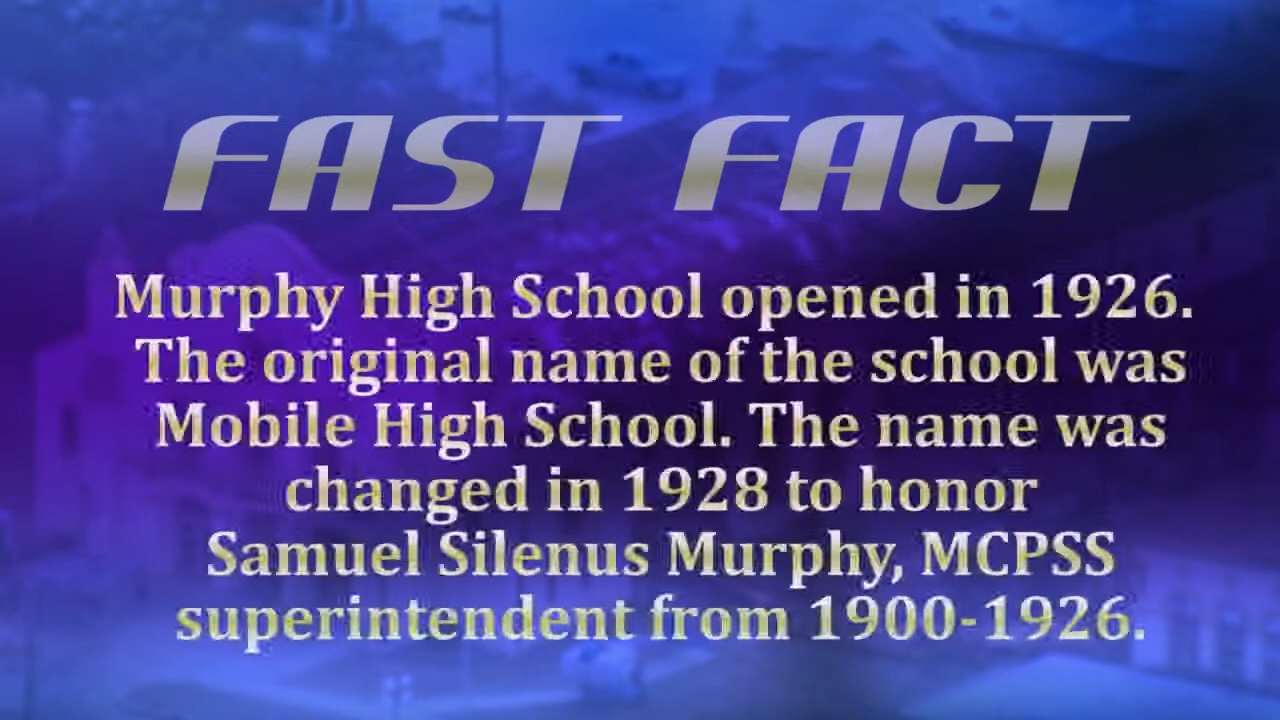 FAST FACT
Murphy High School opened in 1926.
The original name of the school was
Mobile High School. The name was
changed in 1928 to honor
Samuel Silenus Murphy, MCPSS
superintendent from 1900-1926.